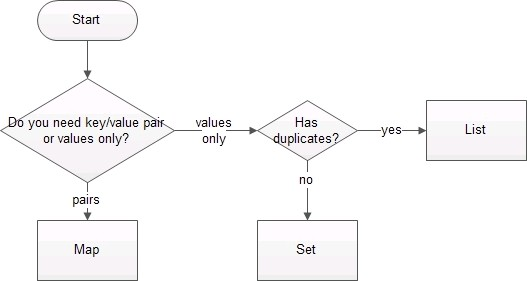 Start
Do you need key/value pair
or values only?
values
only
Has
duplicates?
yes
List
pairs
no
Map
Set